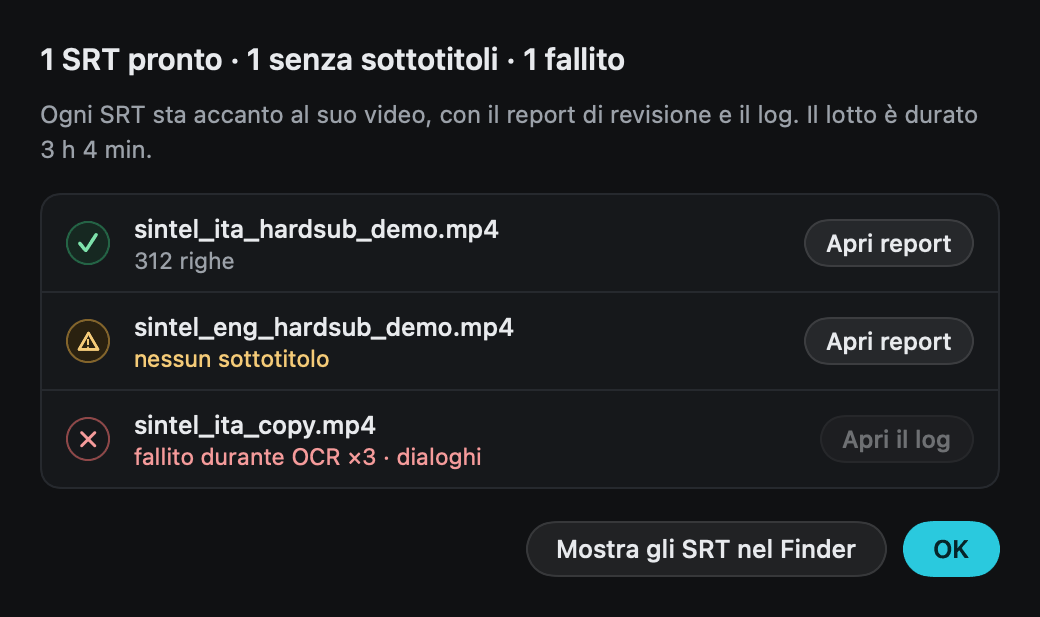 1 SRT pronto · 1 senza sottotitoli · 1 fallito
Ogni SRT sta accanto al suo video, con il report di revisione e il log. Il lotto è durato
3 h 4 min.
sintel_ita_hardsub_demo.mp4
312 righe
Apri report
sintel_eng_hardsub_demo.mp4
nessun sottotitolo
Apri report
sintel_ita_copy.mp4
fallito durante OCR ×3 · dialoghi
Apri il log
Mostra gli SRT nel Finder
OK